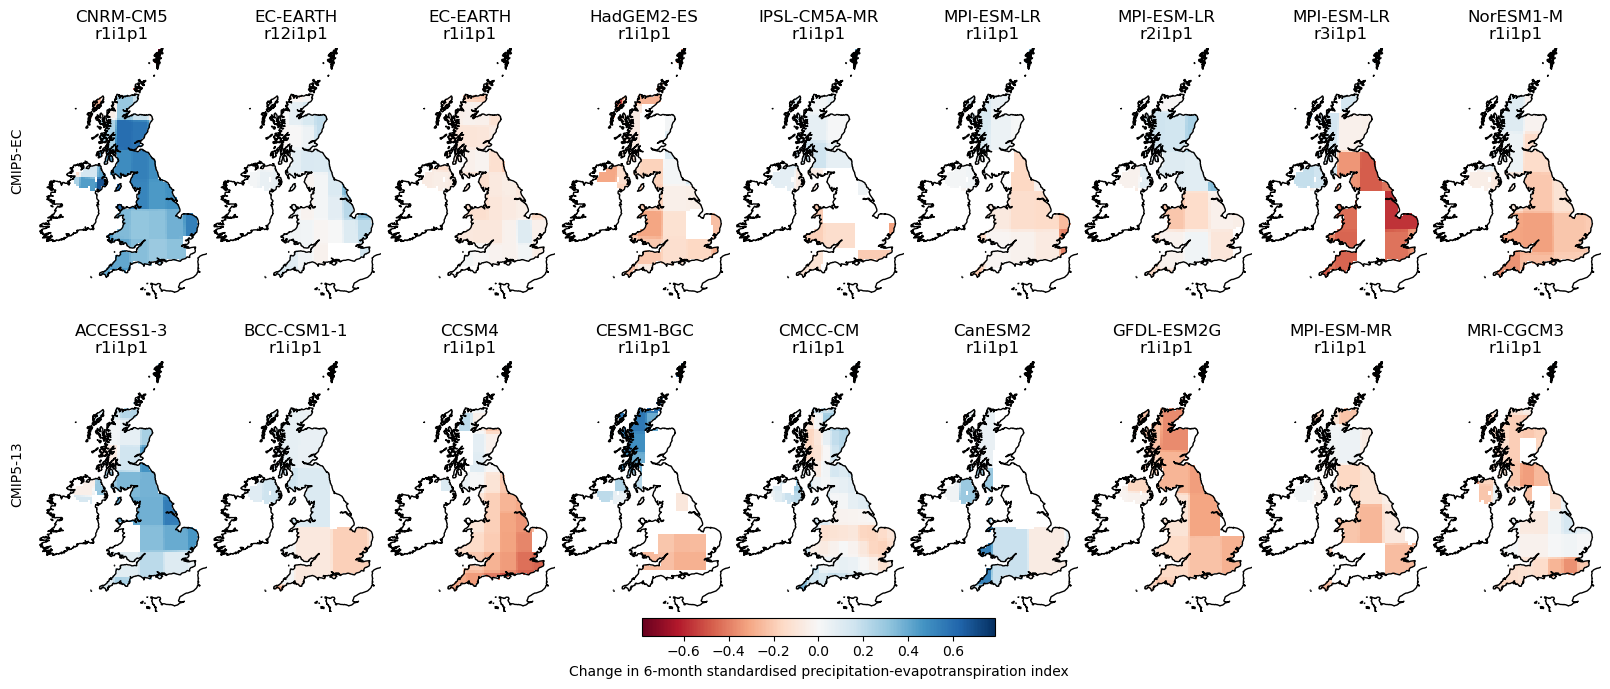 CNRM-CM5 EC-EARTH EC-EARTH HadGEM2-ES IPSL-CM5A-MR MPI-ESM-LR MPI-ESM-LR MPI-ESM-LR NorESM1-M
r1i1p1 r12i1p1 r1i1p1 r1i1p1 r1i1p1 r1i1p1 r2i1p1 r3i1p1 r1i1p1
CMIP5-EC
ACCESS1-3 BCC-CSM1-1 CCSM4 CESM1-BGC CMCC-CM CanESM2 GFDL-ESM2G MPI-ESM-MR MRI-CGCM3
r1i1p1 r1i1p1 r1i1p1 r1i1p1 r1i1p1 r1i1p1 r1i1p1 r1i1p1 r1i1p1
CMIP5-13
−0.6 −0.4 −0.2 0.0 0.2 0.4 0.6
Change in 6-month standardised precipitation-evapotranspiration index